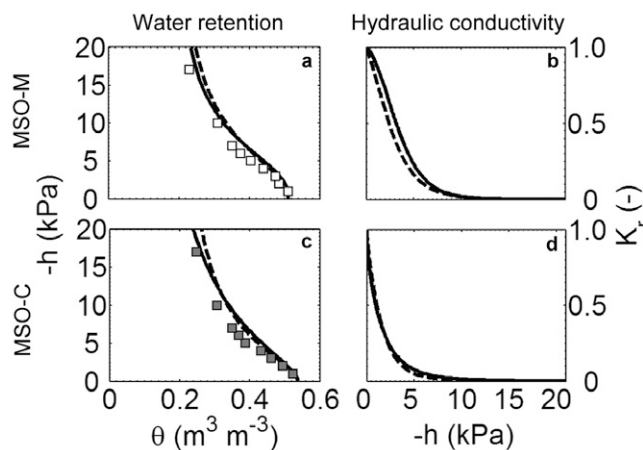 Water retention Hydraulic conductivity
MSO-M
-h (kPa)
20
15
10
5
0
a
b
1.0
0.5
0
MSO-C
20
15
10
5
0
c
d
1.0
0.5
0
K_r (-)
0 0.2 0.4 0.6
θ (m³ m⁻³)
0 5 10 15 20
-h (kPa)